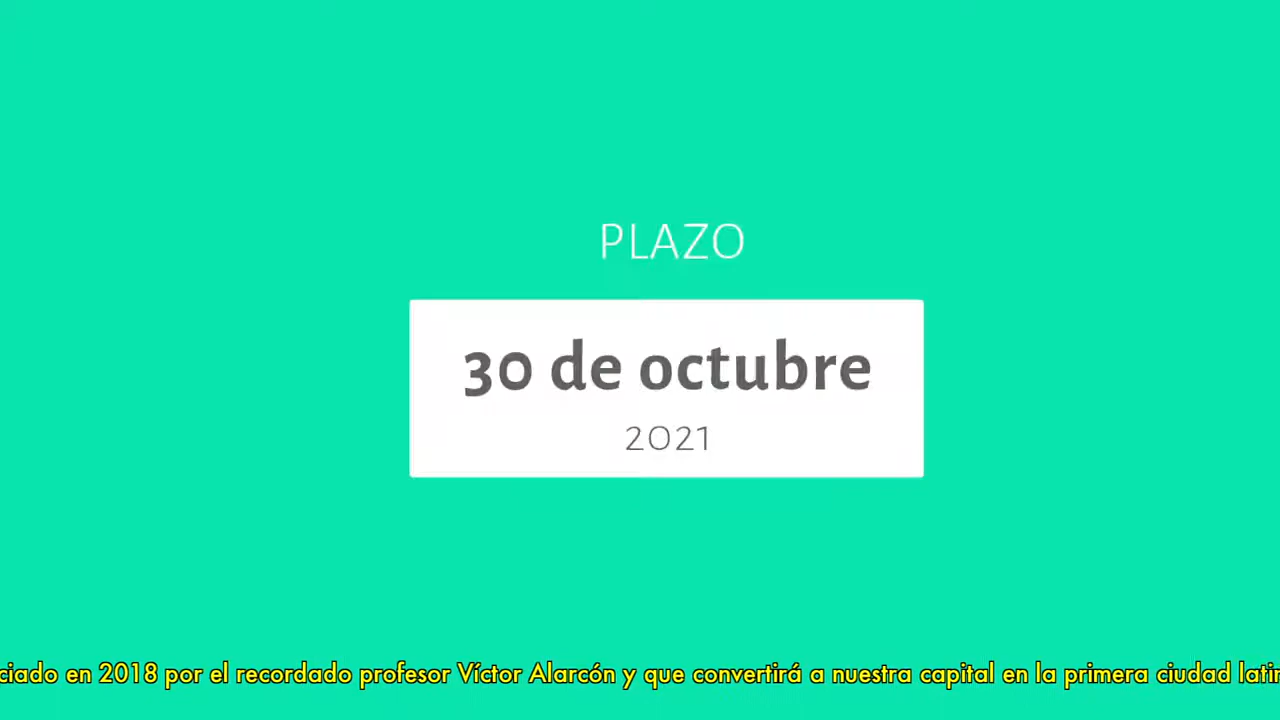 PLAZO
30 de octubre
2021
ciado en 2018 por el recordado profesor Víctor Alarcón y que convertirá a nuestra capital en la primera ciudad latin